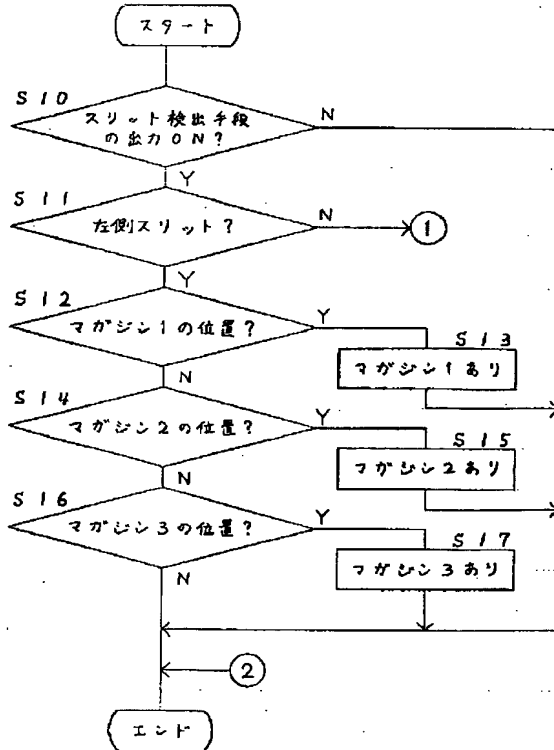 スタート
S10
スリット検出手段
の出力ON?
N
Y
S11
左側スリット?
N
①
Y
S12
マガジン1の位置?
Y
S13
マガジン1あり
N
S14
マガジン2の位置?
Y
S15
マガジン2あり
N
S16
マガジン3の位置?
Y
S17
マガジン3あり
N
②
エンド